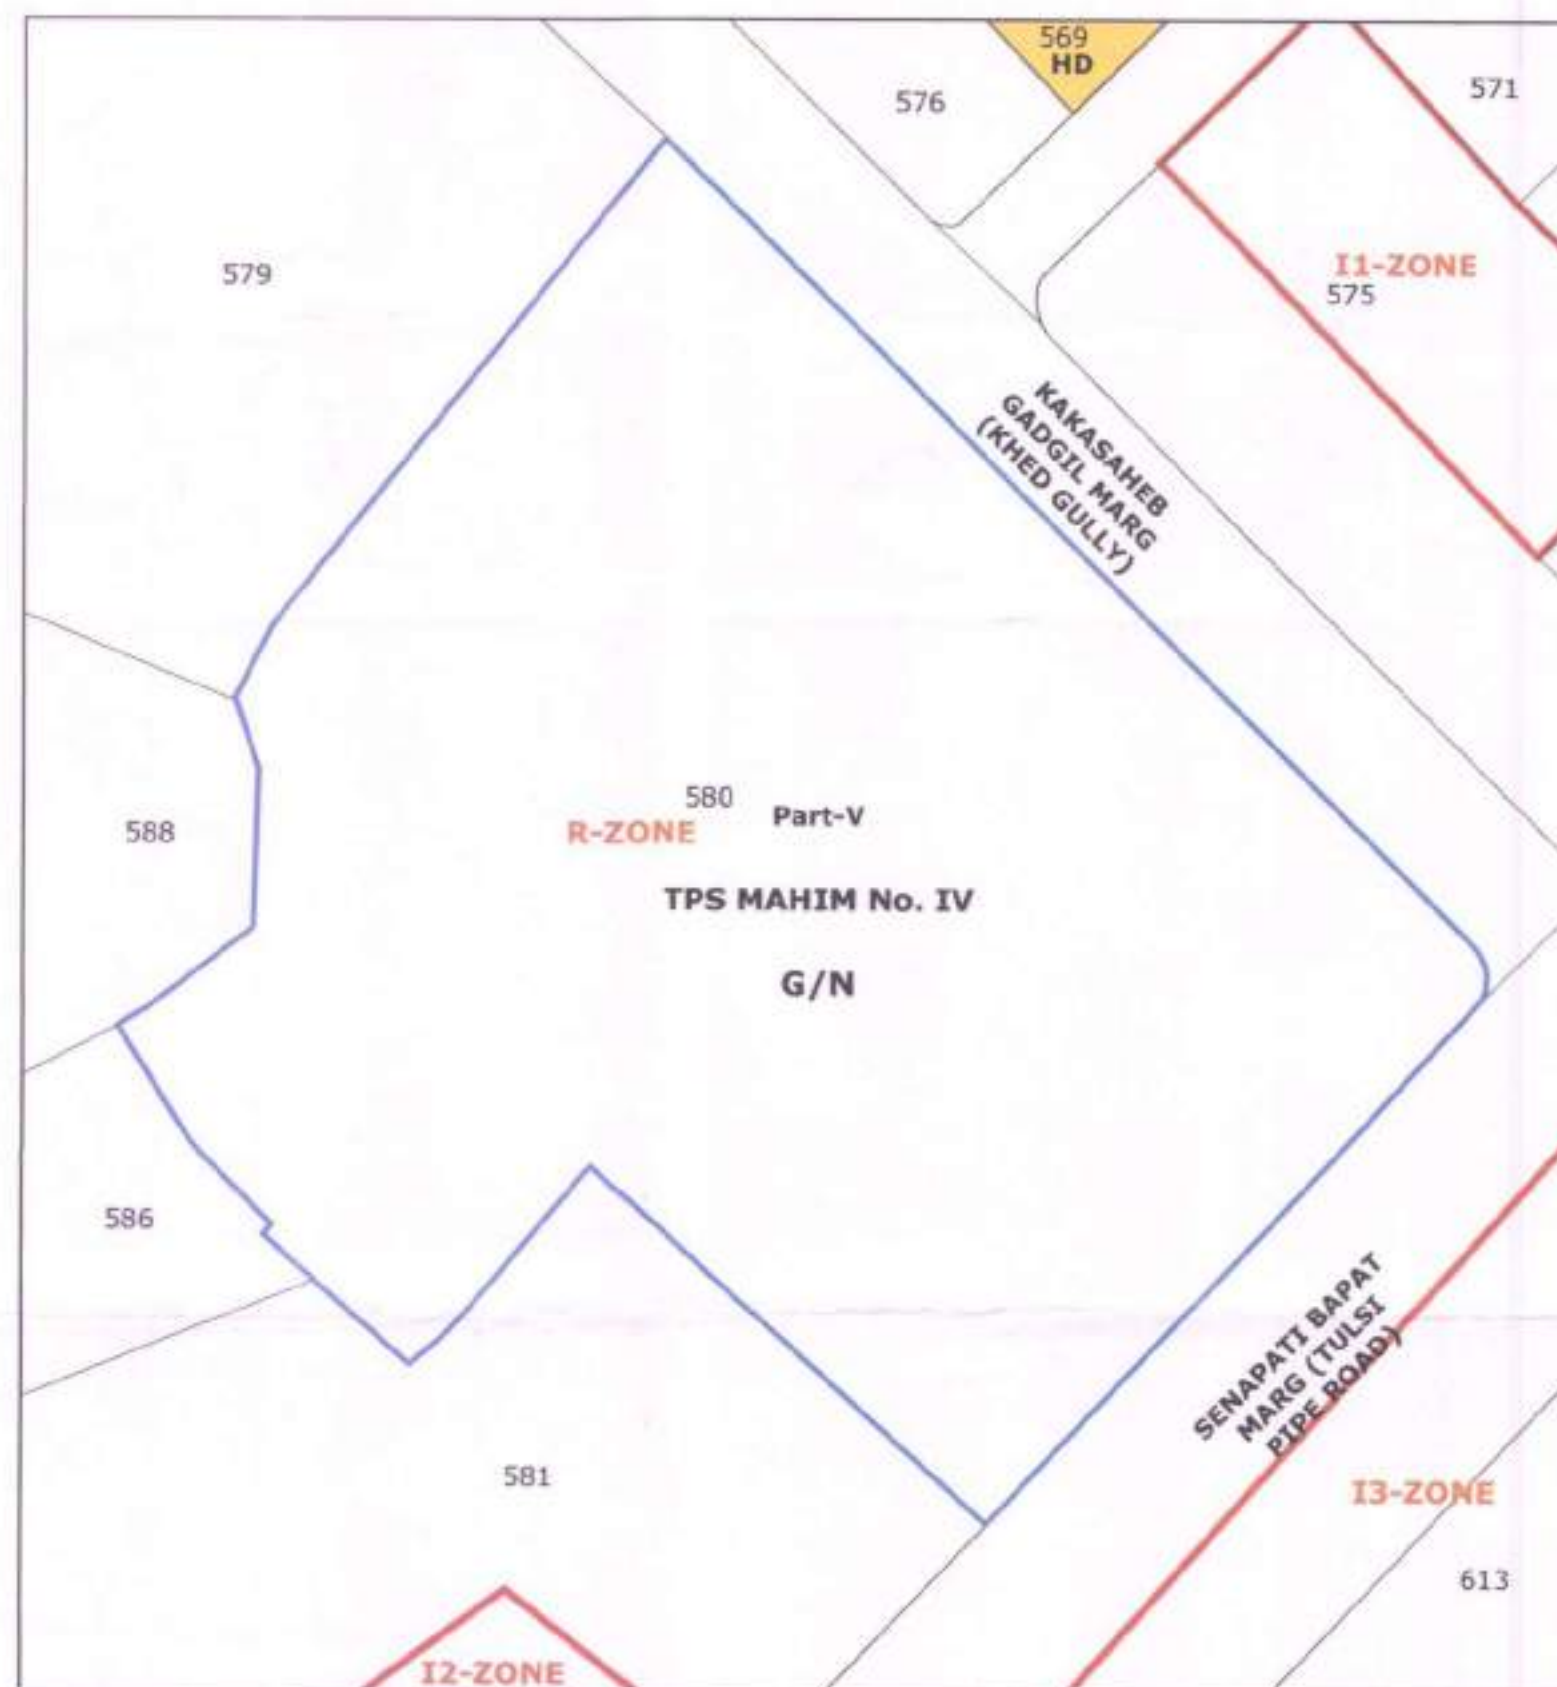 569
HD
576
571
579
I1-ZONE
575
KAKASAHEB
GADGIL MARG
(KHED GULLY)
580
Part-V
R-ZONE
588
TPS MAHIM No. IV
G/N
586
SENAPATI BAPAT
MARG (TULSI
PIPE ROAD)
581
I3-ZONE
613
I2-ZONE